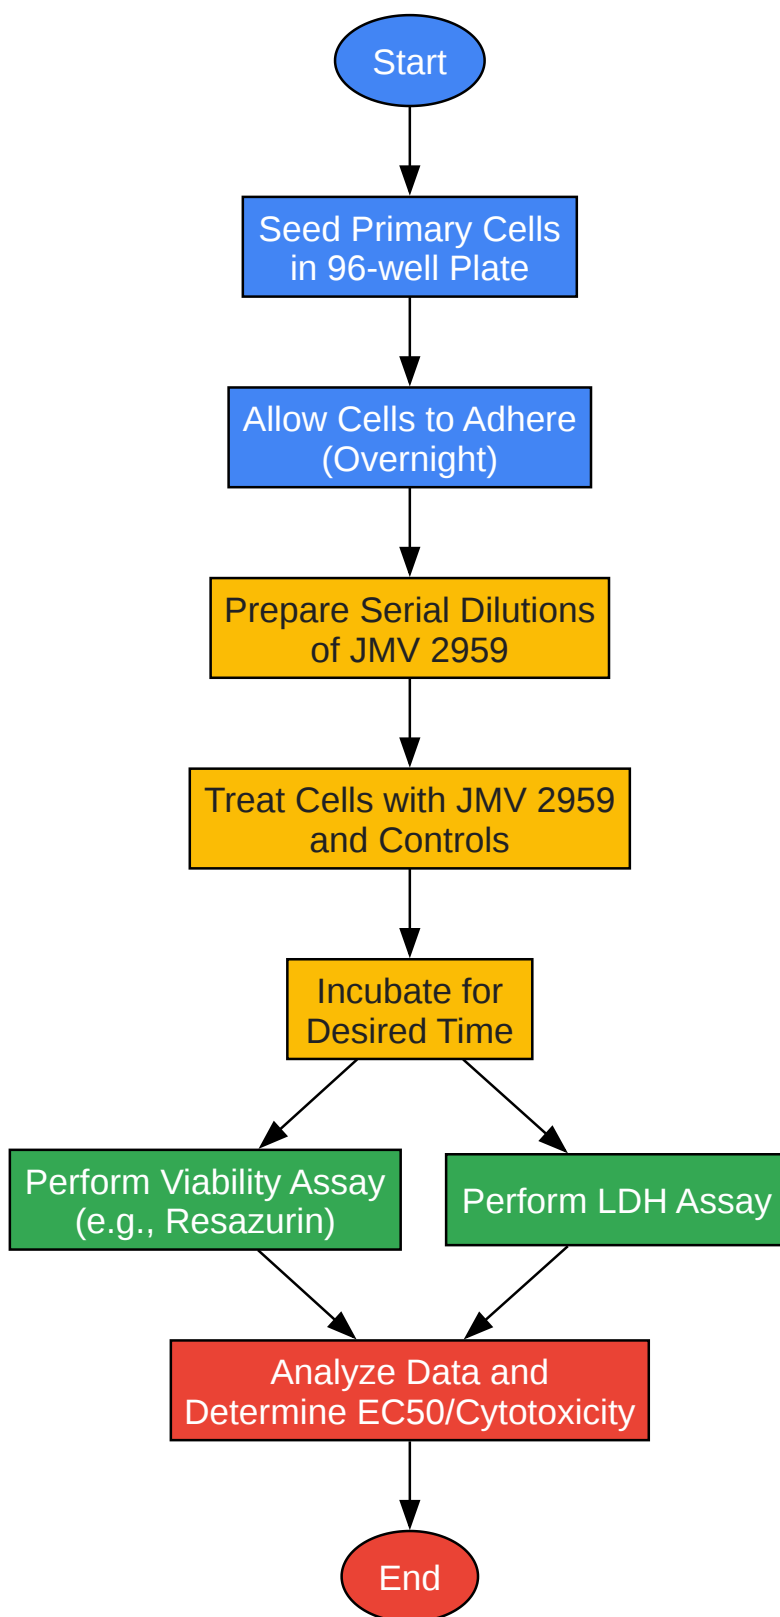 Start
Seed Primary Cells
in 96-well Plate
Allow Cells to Adhere
(Overnight)
Prepare Serial Dilutions
of JMV 2959
Treat Cells with JMV 2959
and Controls
Incubate for
Desired Time
Perform Viability Assay
(e.g., Resazurin)
Perform LDH Assay
Analyze Data and
Determine EC50/Cytotoxicity
End